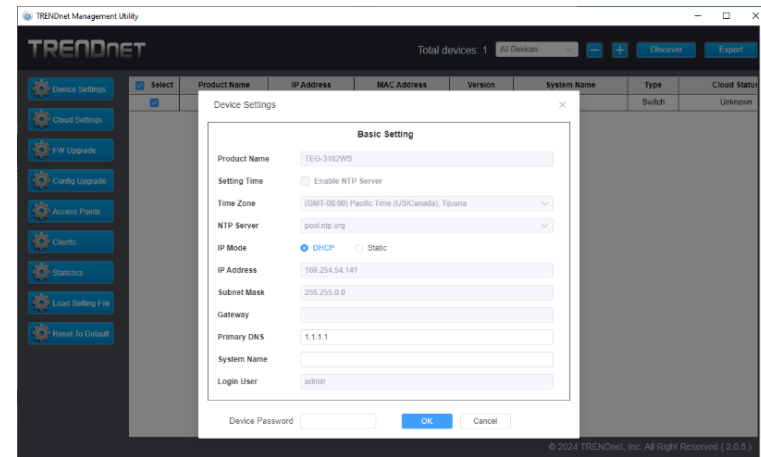 TRENDnet Management Utility
TRENDnet
Total devices: 1 All Devices Discover Export
Device Settings
Cloud Settings
FW Upgrade
Config Upgrade
Access Points
Clients
Statistics
Load Setting File
Reset To Default
Select Product Name IP Address MAC Address Version System Name Type Cloud Status
Switch Unknown
Device Settings
Basic Setting
Product Name TEG-3182WS
Setting Time Enable NTP Server
Time Zone (GMT-08:00) Pacific Time (US/Canada), Tijuana
NTP Server pool.ntp.org
IP Mode DHCP Static
IP Address 169.254.54.141
Subnet Mask 255.255.0.0
Gateway
Primary DNS 1.1.1.1
System Name
Login User admin
Device Password OK Cancel
© 2024 TRENDnet, Inc. All Right Reserved ( 2.0.5 )